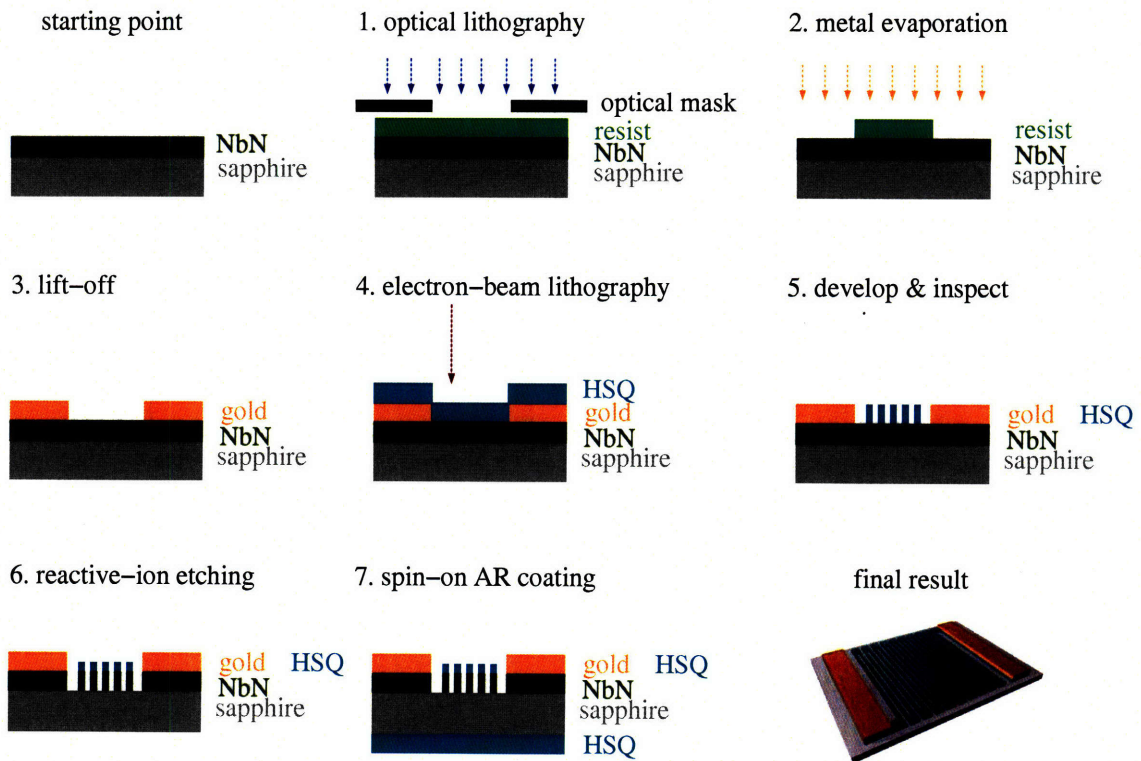 starting point
NbN
sapphire
1. optical lithography
optical mask
resist
NbN
sapphire
2. metal evaporation
resist
NbN
sapphire
3. lift−off
gold
NbN
sapphire
4. electron−beam lithography
HSQ
gold
NbN
sapphire
5. develop & inspect
gold HSQ
NbN
sapphire
6. reactive−ion etching
gold HSQ
NbN
sapphire
7. spin−on AR coating
gold HSQ
NbN
sapphire
HSQ
final result